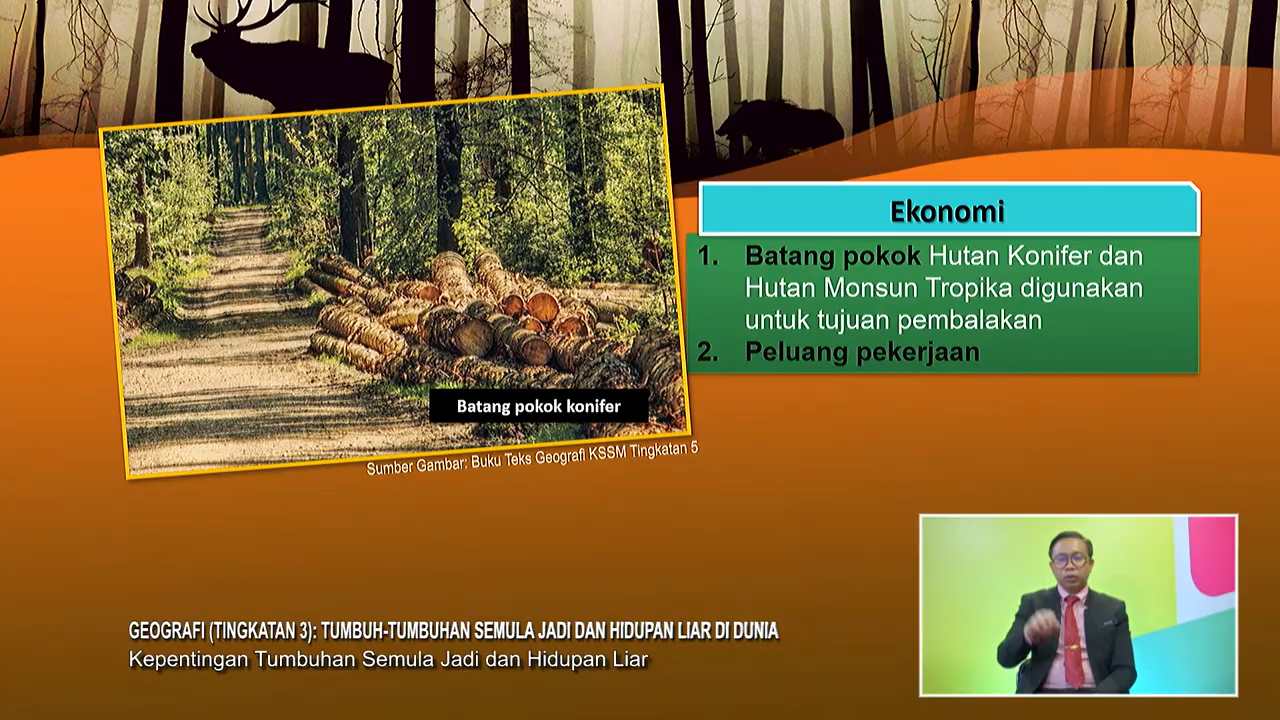 Ekonomi
1. Batang pokok Hutan Konifer dan
Hutan Monsun Tropika digunakan
untuk tujuan pembalakan
2. Peluang pekerjaan
Batang pokok konifer
Sumber Gambar: Buku Teks Geografi KSSM Tingkatan 5
GEOGRAFI (TINGKATAN 3): TUMBUH-TUMBUHAN SEMULA JADI DAN HIDUPAN LIAR DI DUNIA
Kepentingan Tumbuhan Semula Jadi dan Hidupan Liar